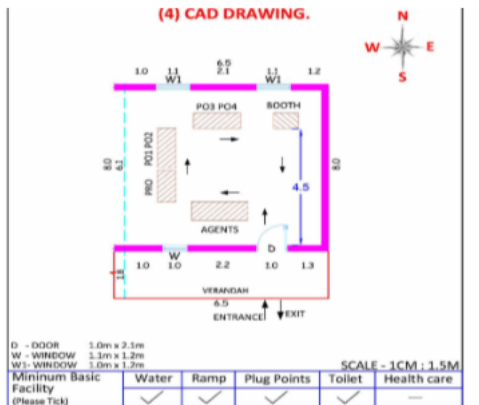 (4) CAD DRAWING.
N
W E
S
6.5
1.0 1.1 2.1 1.1 1.2
W1 W1
PO3 PO4 BOOTH
8.0 6.1 PRO PO1 PO2 4.5 8.0
AGENTS
W D
1.0 1.0 2.2 1.0 1.3
1.8
VERANDAH
6.5
ENTRANCE EXIT
D - DOOR 1.0m x 2.1m
W - WINDOW 1.1m x 1.2m
W1- WINDOW 1.0m x 1.2m
SCALE - 1CM : 1.5M
Mininum Basic Facility (Please Tick) Water Ramp Plug Points Toilet Health care